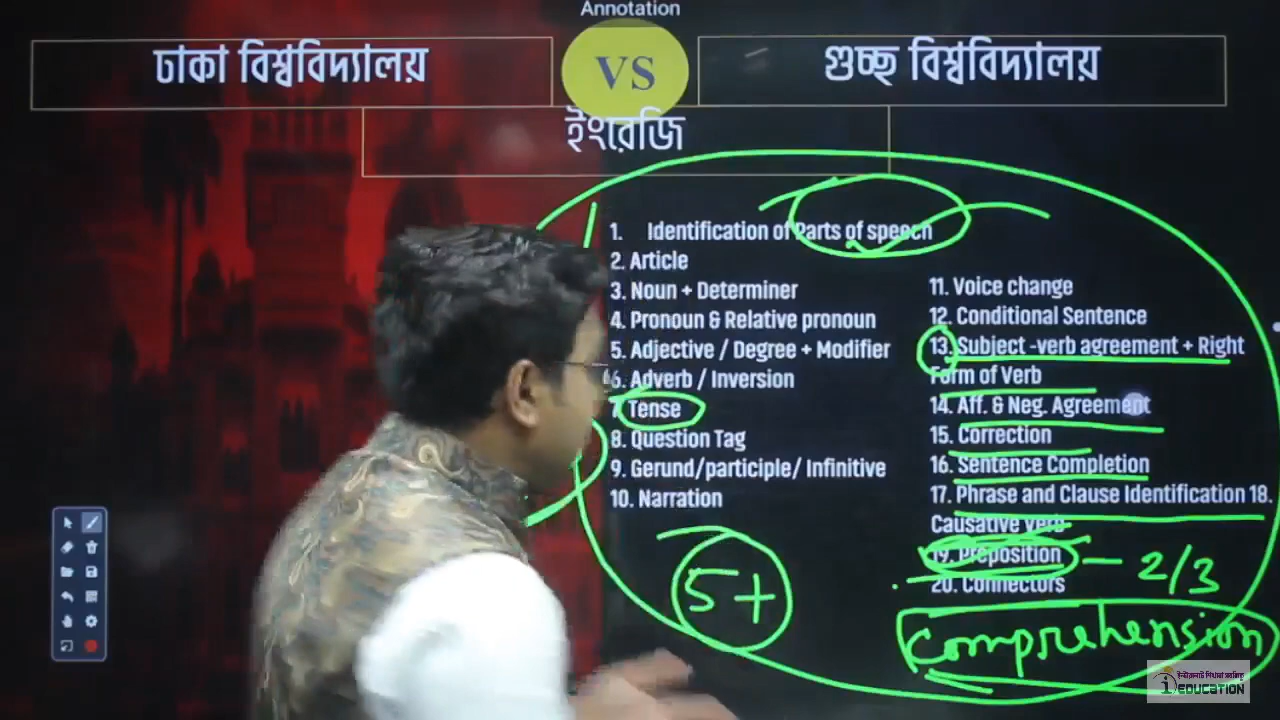 Annotation
ঢাকা বিশ্ববিদ্যালয়
VS
গুচ্ছ বিশ্ববিদ্যালয়
ইংরেজি
1. Identification of Parts of speech
2. Article
3. Noun + Determiner
4. Pronoun & Relative pronoun
5. Adjective / Degree + Modifier
6. Adverb / Inversion
7. Tense
8. Question Tag
9. Gerund/participle/ Infinitive
10. Narration
11. Voice change
12. Conditional Sentence
13. Subject -verb agreement + Right
Form of Verb
14. Aff. & Neg. Agreement
15. Correction
16. Sentence Completion
17. Phrase and Clause Identification 18.
Causative verb
19. Preposition - 2/3
20. Connectors
5+
Comprehension
EDUCATION